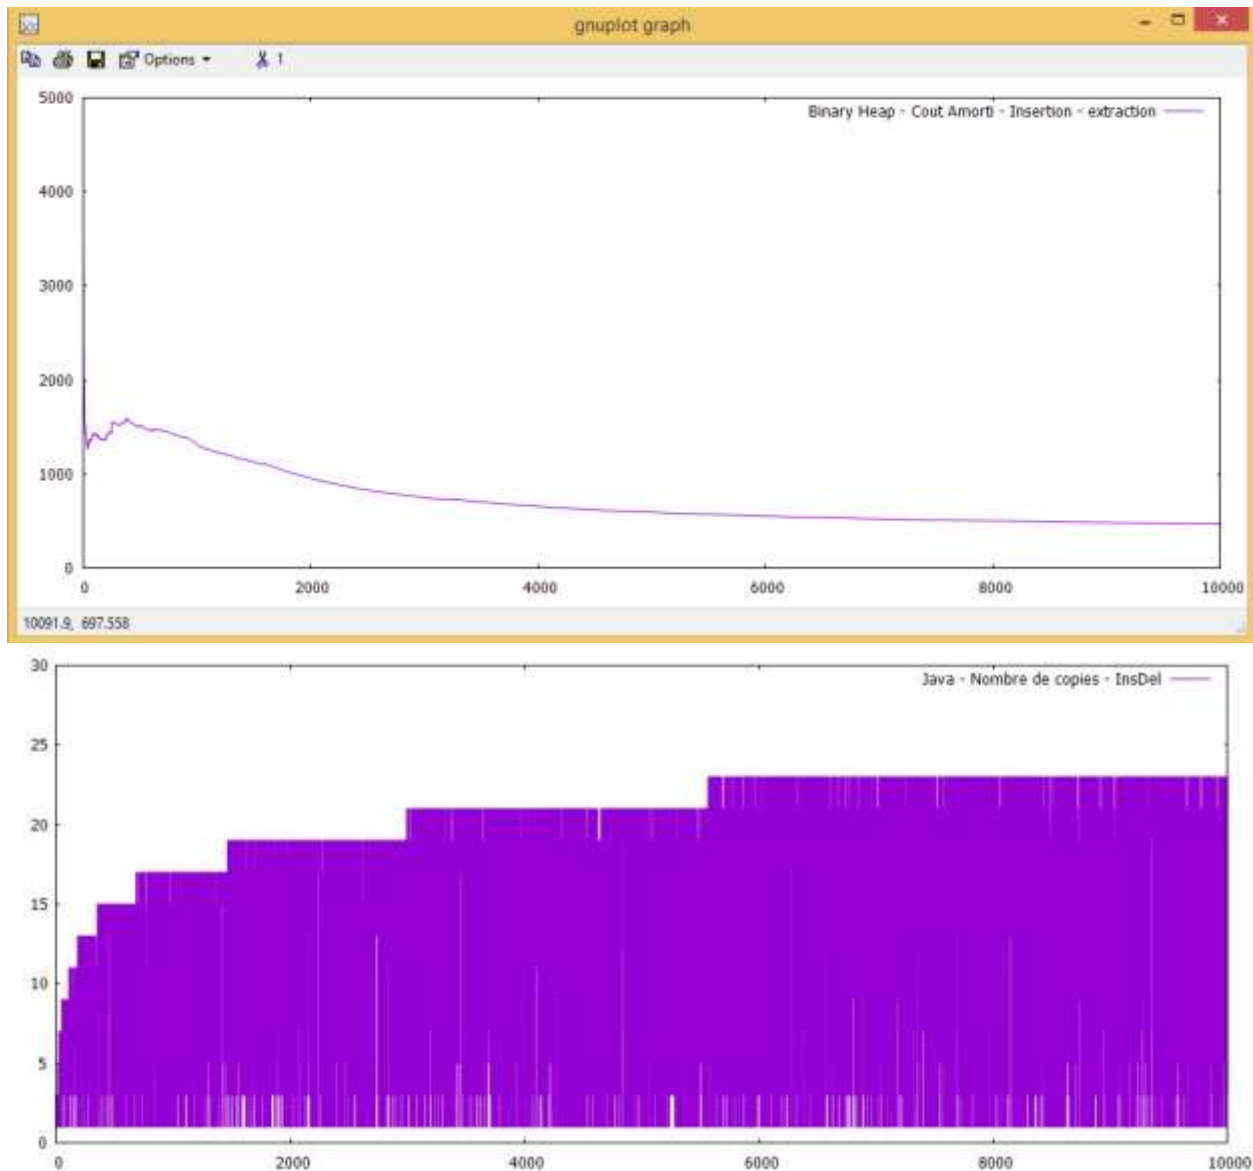 gnuplot graph
Options 1
5000
Binary Heap - Cout Amorti - Insertion - extraction
4000
3000
2000
1000
0
0 2000 4000 6000 8000 10000
10091.9, 697.558
30
Java - Nombre de copies - InsDel
25
20
15
10
5
0
0 2000 4000 6000 8000 10000